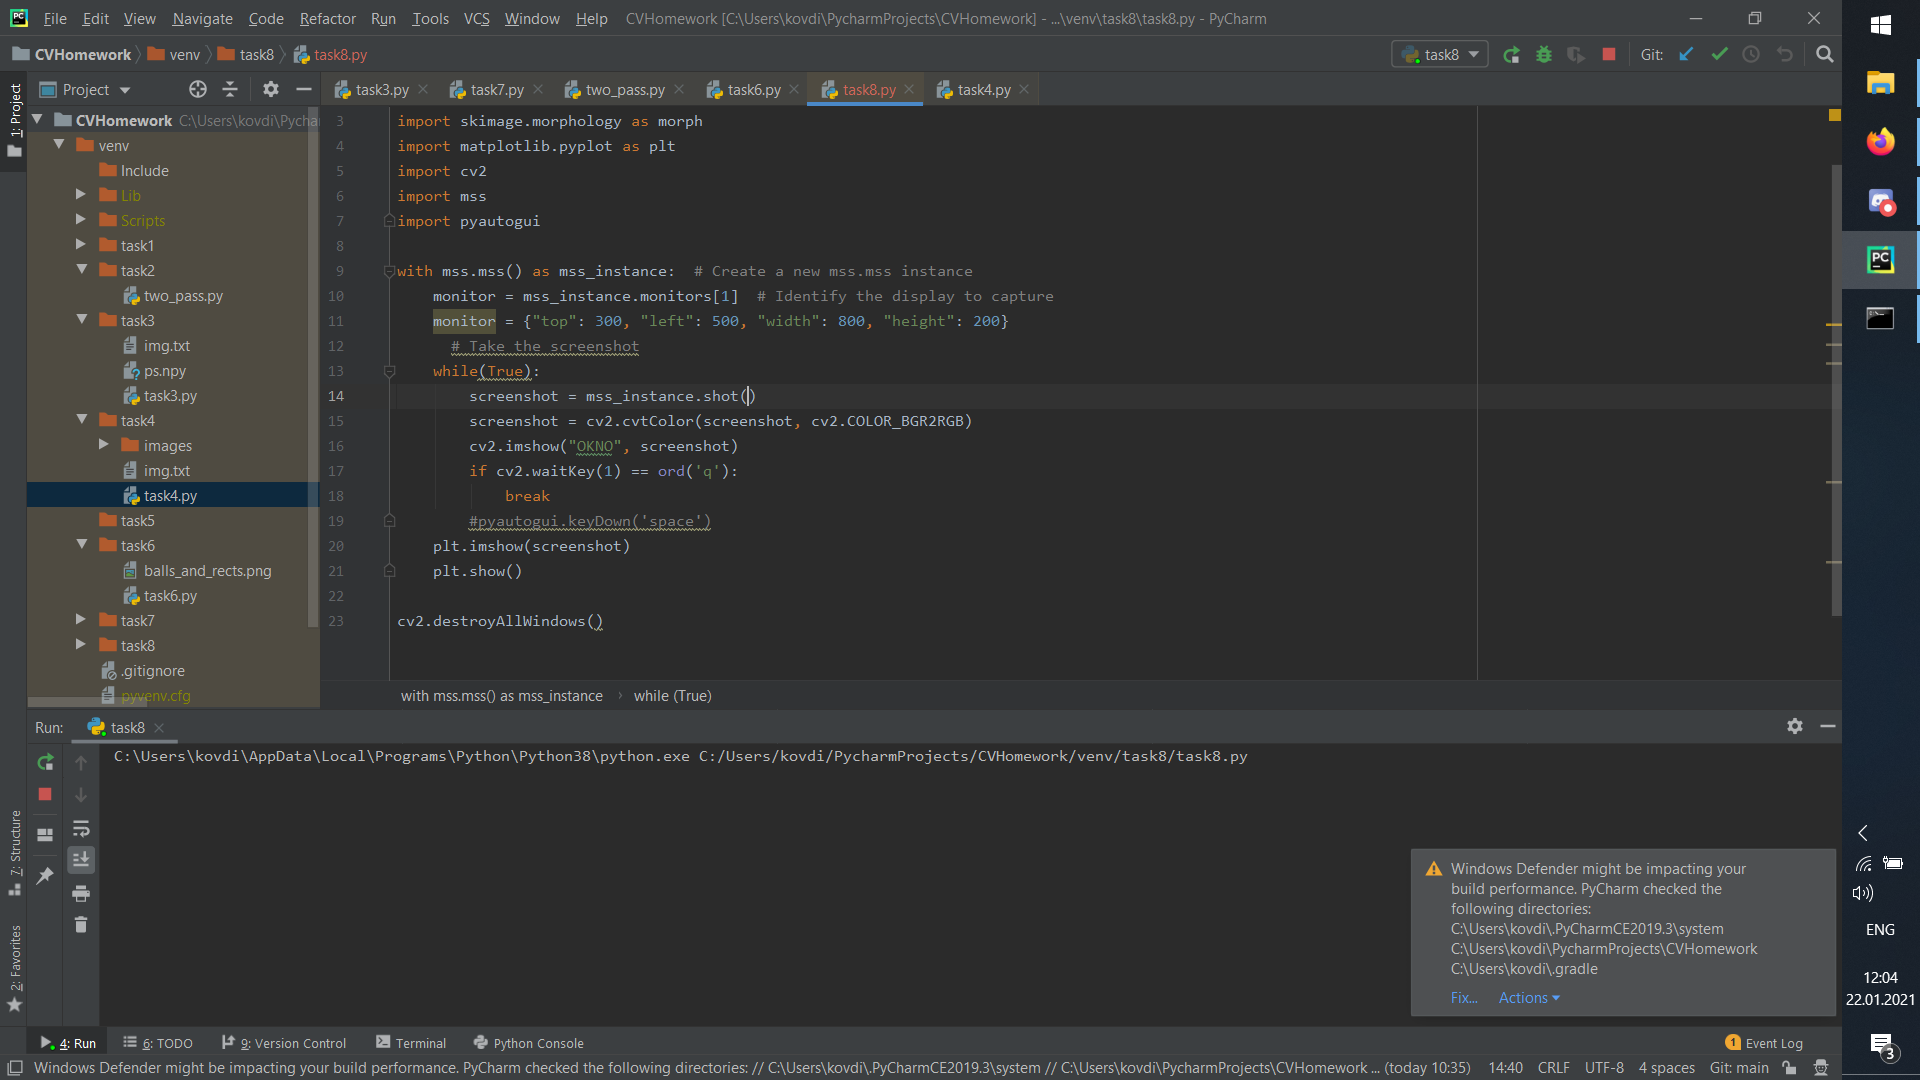 File Edit View Navigate Code Refactor Run Tools VCS Window Help CVHomework [C:\Users\kovdi\PycharmProjects\CVHomework] - ...\venv\task8\task8.py - PyCharm
CVHomework venv task8 task8.py
task8 Git:
1: Project
Project
task3.py task7.py two_pass.py task6.py task8.py task4.py
CVHomework C:\Users\kovdi\Pycha
venv
Include
Lib
Scripts
task1
task2
two_pass.py
task3
img.txt
ps.npy
task3.py
task4
images
img.txt
task4.py
task5
task6
balls_and_rects.png
task6.py
task7
task8
.gitignore
pyvenv.cfg
3 import skimage.morphology as morph
4 import matplotlib.pyplot as plt
5 import cv2
6 import mss
7 import pyautogui
8
9 with mss.mss() as mss_instance:  # Create a new mss.mss instance
10 monitor = mss_instance.monitors[1]  # Identify the display to capture
11 monitor = {"top": 300, "left": 500, "width": 800, "height": 200}
12 # Take the screenshot
13 while(True):
14 screenshot = mss_instance.shot()
15 screenshot = cv2.cvtColor(screenshot, cv2.COLOR_BGR2RGB)
16 cv2.imshow("OKNO", screenshot)
17 if cv2.waitKey(1) == ord('q'):
18 break
19 #pyautogui.keyDown('space')
20 plt.imshow(screenshot)
21 plt.show()
22
23 cv2.destroyAllWindows()
with mss.mss() as mss_instance › while (True)
Run: task8
C:\Users\kovdi\AppData\Local\Programs\Python\Python38\python.exe C:/Users/kovdi/PycharmProjects/CVHomework/venv/task8/task8.py
7: Structure
2: Favorites
Windows Defender might be impacting your
build performance. PyCharm checked the
following directories:
C:\Users\kovdi\.PyCharmCE2019.3\system
C:\Users\kovdi\PycharmProjects\CVHomework
C:\Users\kovdi\.gradle
Fix... Actions
4: Run 6: TODO 9: Version Control Terminal Python Console
1 Event Log
Windows Defender might be impacting your build performance. PyCharm checked the following directories: // C:\Users\kovdi\.PyCharmCE2019.3\system // C:\Users\kovdi\PycharmProjects\CVHomework ... (today 10:35) 14:40 CRLF UTF-8 4 spaces Git: main
PC
ENG
12:04
22.01.2021
3